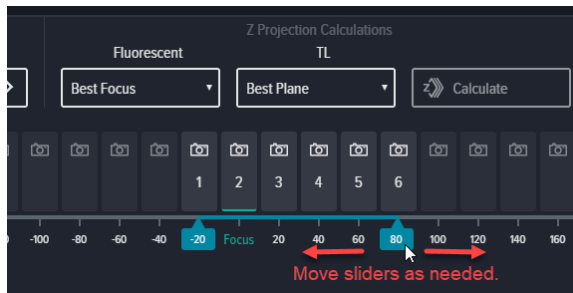 Z Projection Calculations
Fluorescent TL
Best Focus Best Plane Z Calculate
1 2 3 4 5 6
-100 -80 -60 -40 -20 Focus 20 40 60 80 100 120 140 160
Move sliders as needed.